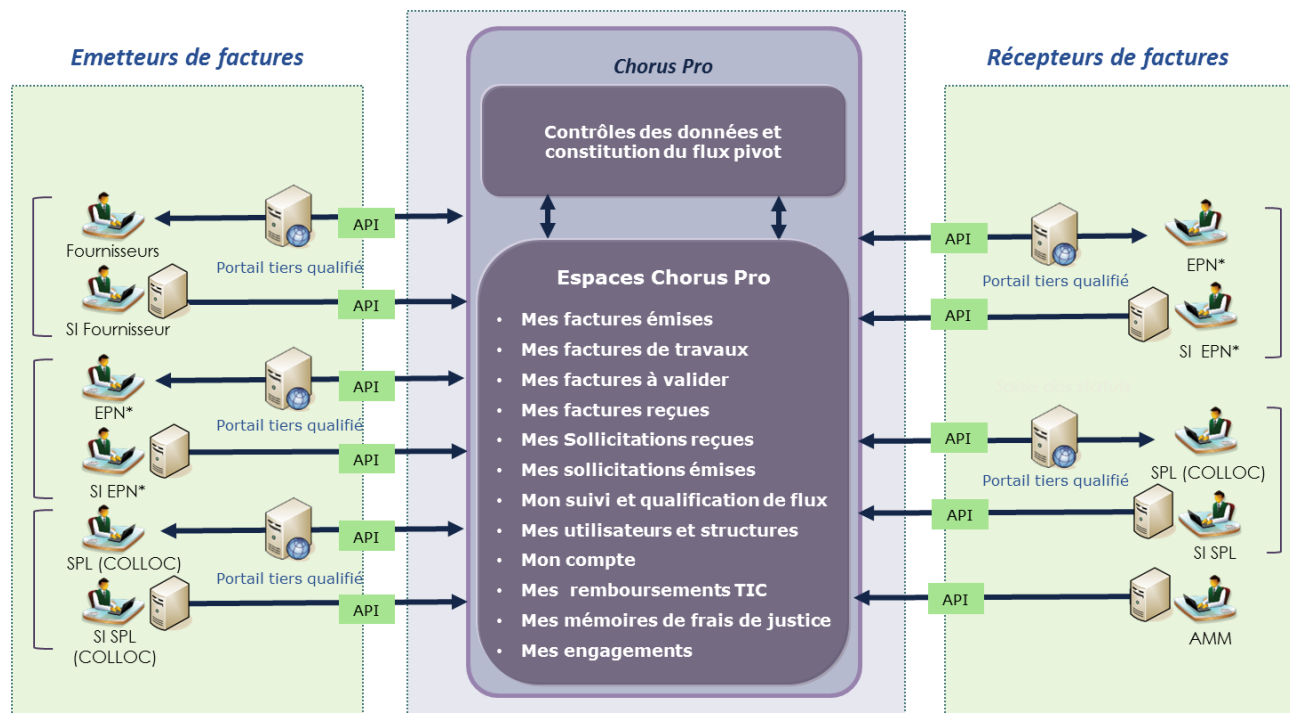 Emetteurs de factures
Fournisseurs
API
Portail tiers qualifié
SI Fournisseur
API
EPN*
API
Portail tiers qualifié
SI EPN*
API
SPL (COLLOC)
API
Portail tiers qualifié
SI SPL
(COLLOC)
API
Chorus Pro
Contrôles des données et
constitution du flux pivot
Espaces Chorus Pro
• Mes factures émises
• Mes factures de travaux
• Mes factures à valider
• Mes factures reçues
• Mes Sollicitations reçues
• Mes sollicitations émises
• Mon suivi et qualification de flux
• Mes utilisateurs et structures
• Mon compte
• Mes remboursements TIC
• Mes mémoires de frais de justice
• Mes engagements
Récepteurs de factures
API
Portail tiers qualifié
EPN*
API
SI EPN*
API
Portail tiers qualifié
SPL (COLLOC)
API
SI SPL
API
AMM